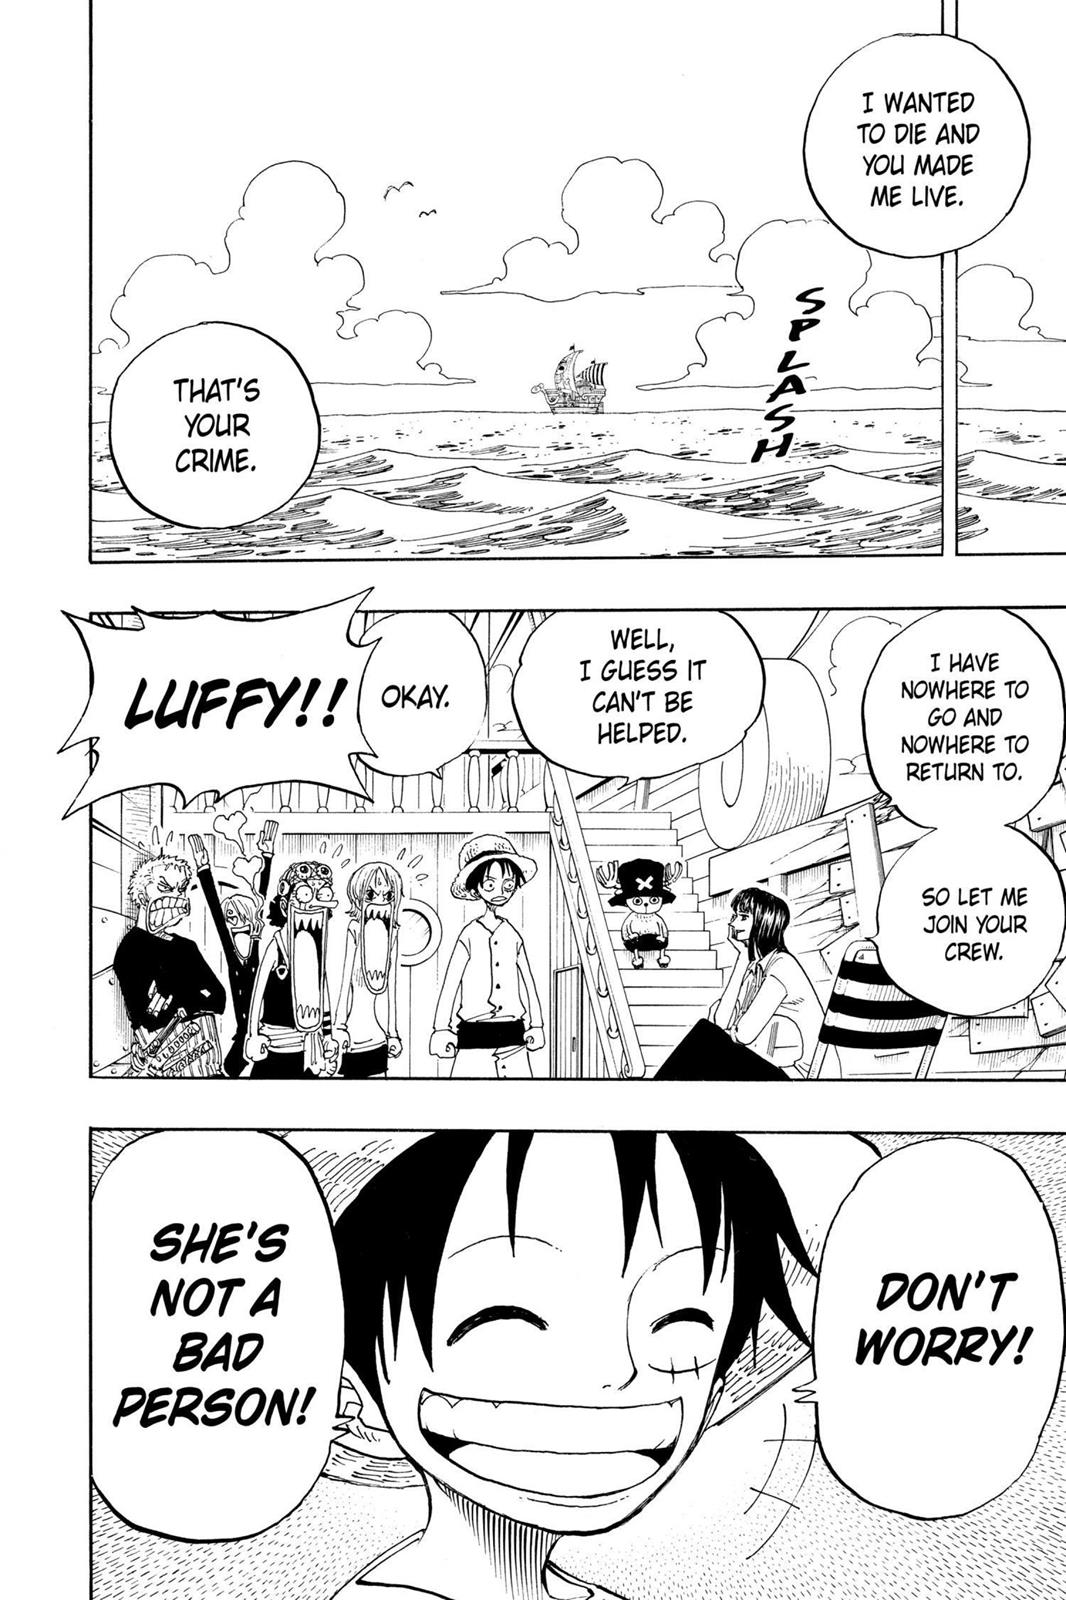 I WANTED
TO DIE AND
YOU MADE
ME LIVE.
SPLASH
THAT'S
YOUR
CRIME.
I HAVE
NOWHERE TO
GO AND
NOWHERE TO
RETURN TO.
SO LET ME
JOIN YOUR
CREW.
WELL,
I GUESS IT
CAN'T BE
HELPED.
OKAY.
LUFFY!!
DON'T
WORRY!
SHE'S
NOT A
BAD
PERSON!